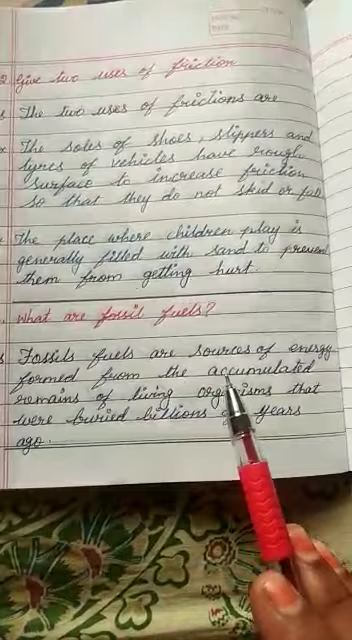 2. Give two uses of friction
The two uses of frictions are
The soles of shoes, slippers and
tyres of vehicles have rough
surface to increase friction
so that they do not skid or fall
The place where children play is
generally filled with sand to prevent
them from getting hurt.
What are fossil fuels?
Fossils fuels are sources of energy
formed from the accumulated
remains of living organisms that
were buried billions of years
ago.